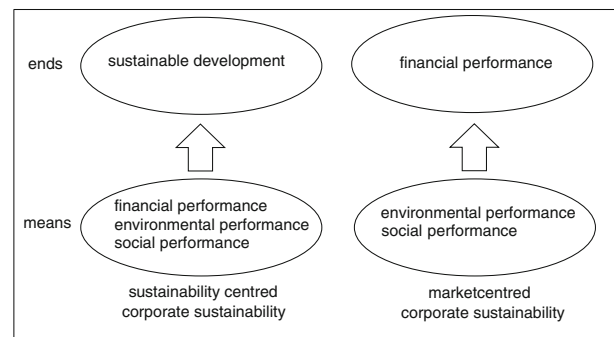 ends
sustainable development
financial performance
means
financial performance
environmental performance
social performance
environmental performance
social performance
sustainability centred
corporate sustainability
marketcentred
corporate sustainability